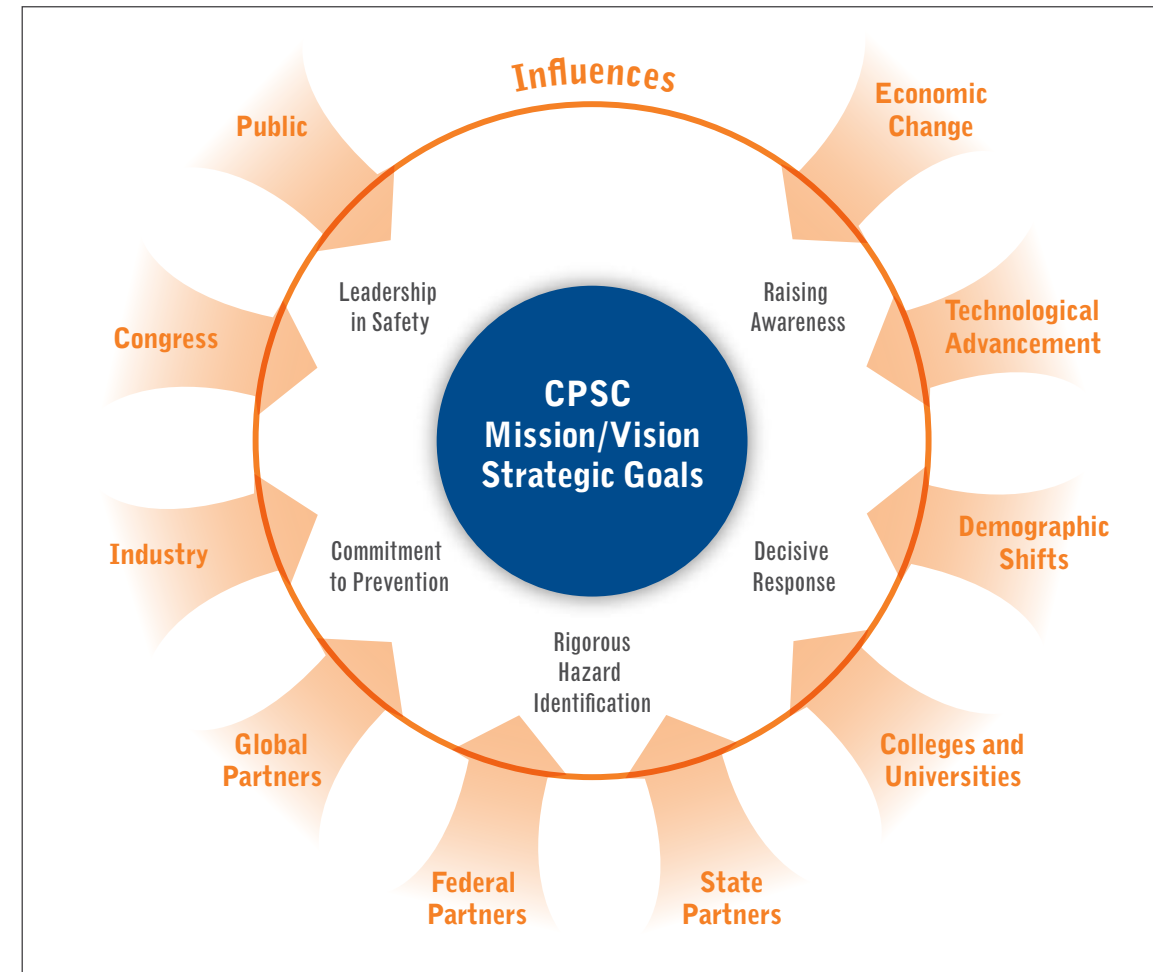 Influences
Public
Economic
Change
Leadership
in Safety
Raising
Awareness
Congress
Technological
Advancement
CPSC
Mission/Vision
Strategic Goals
Industry
Commitment
to Prevention
Decisive
Response
Demographic
Shifts
Rigorous
Hazard
Identification
Global
Partners
Colleges and
Universities
Federal
Partners
State
Partners